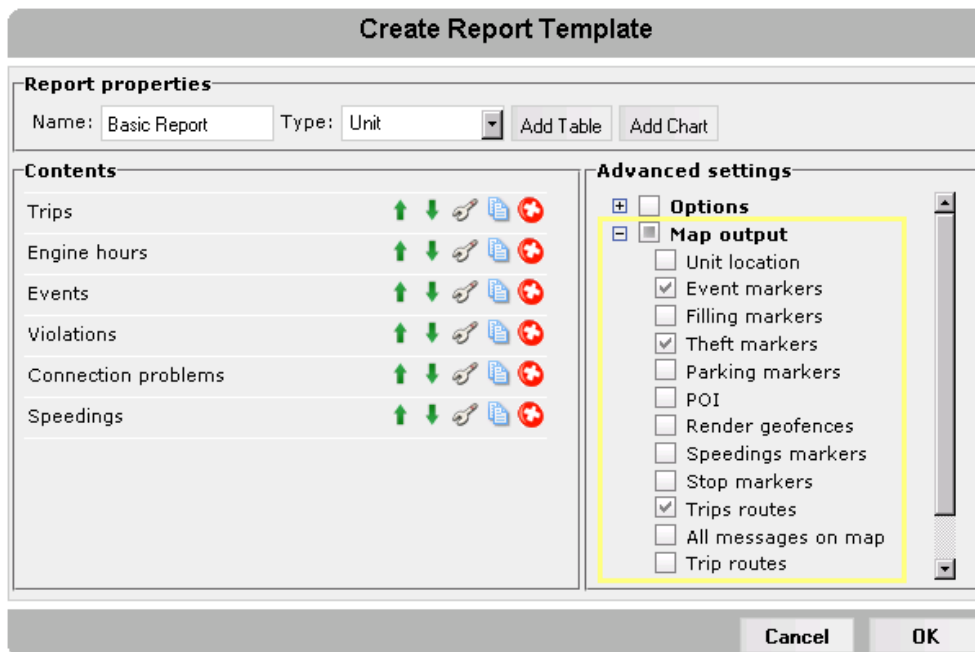 Create Report Template
Report properties
Name: Basic Report Type: Unit Add Table Add Chart
Contents
Trips
Engine hours
Events
Violations
Connection problems
Speedings
Advanced settings
Options
Map output
Unit location
Event markers
Filling markers
Theft markers
Parking markers
POI
Render geofences
Speedings markers
Stop markers
Trips routes
All messages on map
Trip routes
Cancel OK